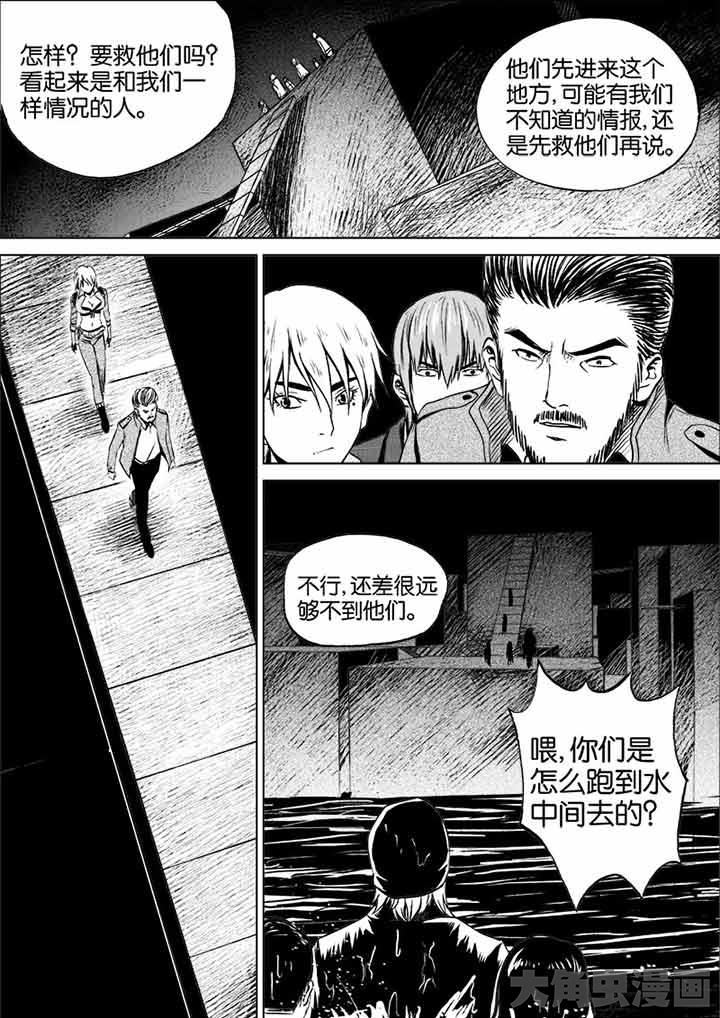 怎样？要救他们吗？
看起来是和我们一
样情况的人。
他们先进来这个
地方，可能有我们
不知道的情报，还
是先救他们再说。
不行，还差很远
够不到他们。
喂，你们是
怎么跑到水
中间去的？
大角虫漫画